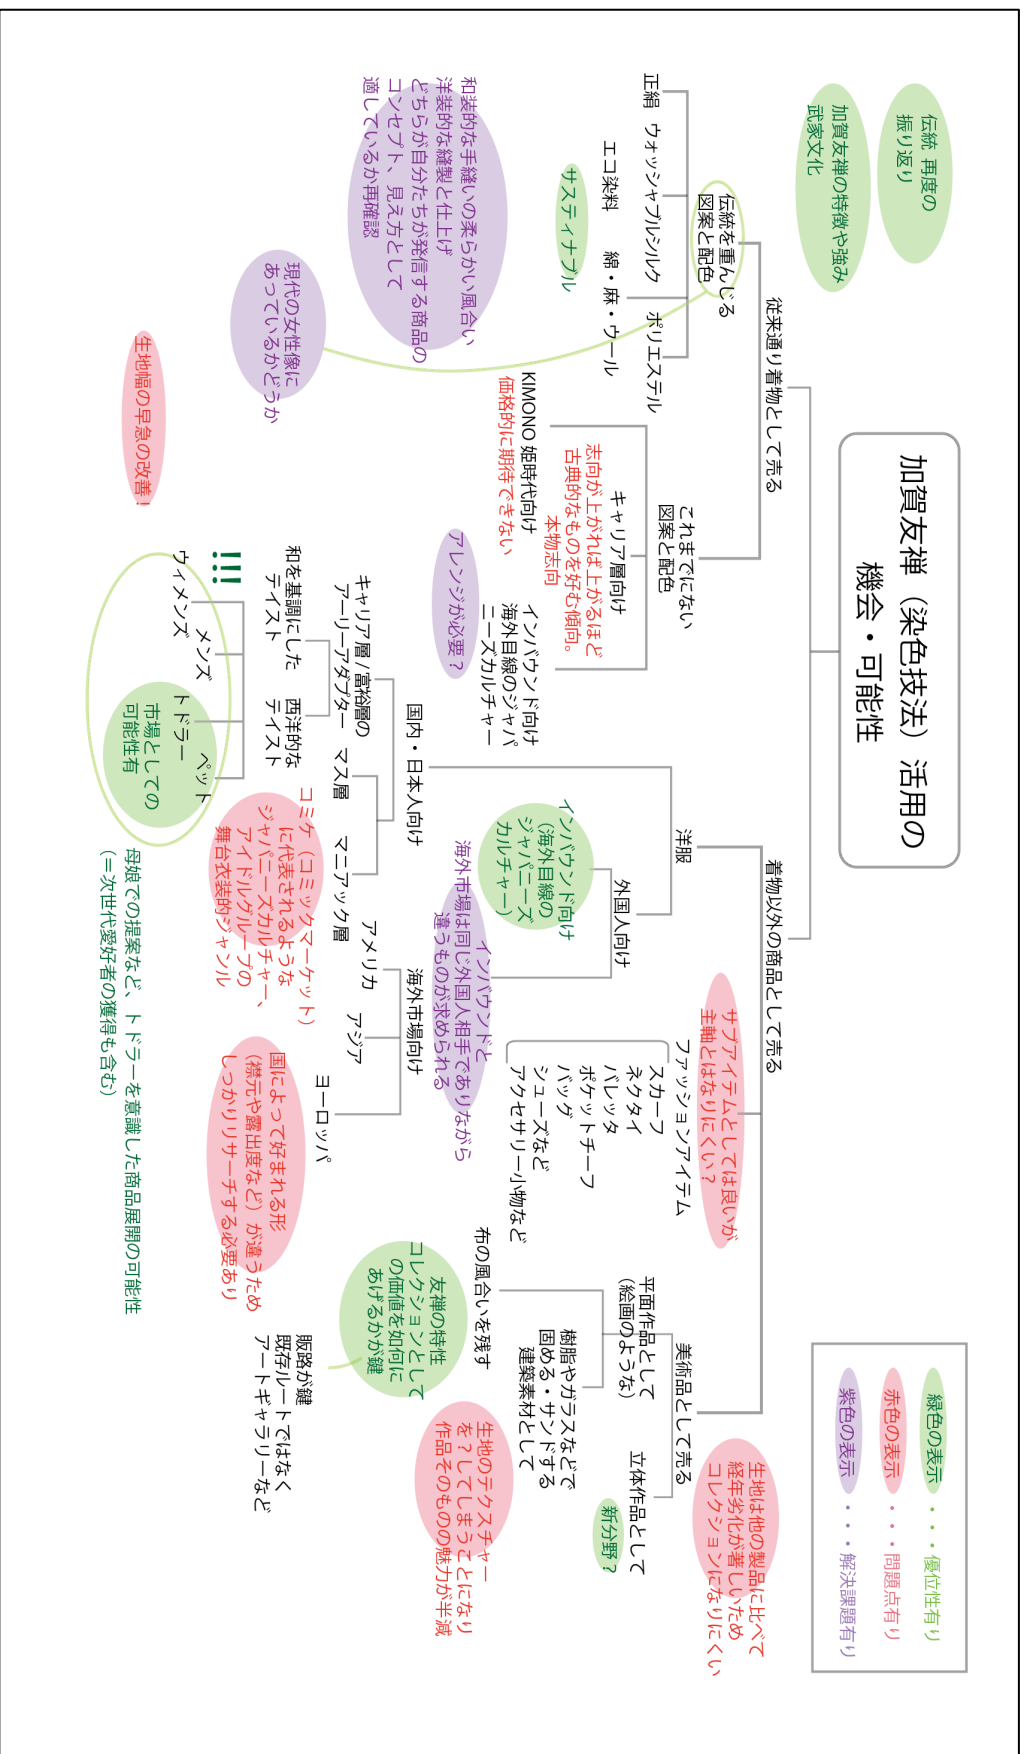 加賀友禅（染色技法）活用の
機会・可能性
緑色の表示・・・優位性有り
赤色の表示・・・問題点有り
紫色の表示・・・解決課題有り
伝統 再度の
振り返り
加賀友禅の特徴や強み
武家文化
従来通り着物として売る
伝統を重んじる
図案と配色
正絹
ウォッシャブルシルク
ポリエステル
エコ染料
綿・麻・ウール
サスティナブル
和装的な手縫いの柔らかい風合い
洋装的な縫製と仕上げ
どちらが自分たちが発信する商品の
コンセプト、見え方として
適しているか再確認
現代の女性像に
あっているかどうか
生地幅の早急の改善！
これまでにない
図案と配色
KIMONO 姫時代向け
価格的に期待できない
キャリア層向け
志向が上がれば上がるほど
古典的なものを好む傾向。
本物志向
インバウンド向け
海外目線のジャパ
ニーズカルチャー
アレンジが必要？
着物以外の商品として売る
洋服
国内・日本人向け
キャリア層/富裕層の
アーリーアダプター
和を基調にした
テイスト
西洋的な
テイスト
!!!
ウィメンズ
メンズ
トドラー
ペット
市場としての
可能性有
母娘での提案など、トドラーを意識した商品展開の可能性
（＝次世代愛好者の獲得も含む）
マス層
マニアック層
コミケ（コミックマーケット）
に代表されるような
ジャパニーズカルチャー、
アイドルグループの
舞台衣装的ジャンル
外国人向け
インバウンド向け
（海外目線の
ジャパニーズ
カルチャー）
インバウンドと
海外市場は同じ外国人相手でありながら
違うものが求められる
海外市場向け
アメリカ
アジア
ヨーロッパ
国によって好まれる形
（襟元や露出度など）が違うため
しっかりリサーチする必要あり
ファッションアイテム
サブアイテムとしては良いが
主軸とはなりにくい？
スカーフ
ネクタイ
バレッタ
ポケットチーフ
バッグ
シューズなど
アクセサリー小物など
美術品として売る
生地は他の製品に比べて
経年劣化が著しいため
コレクションになりにくい
平面作品として
（絵画のような）
立体作品として
新分野？
布の風合いを残す
樹脂やガラスなどで
固める・サンドする
建築素材として
友禅の特性
コレクションとして
の価値を如何に
あげるかが鍵
生地のテクスチャー
を？してしまうことになり
作品そのものの魅力が半減
販路が鍵
既存ルートではなく
アートギャラリーなど